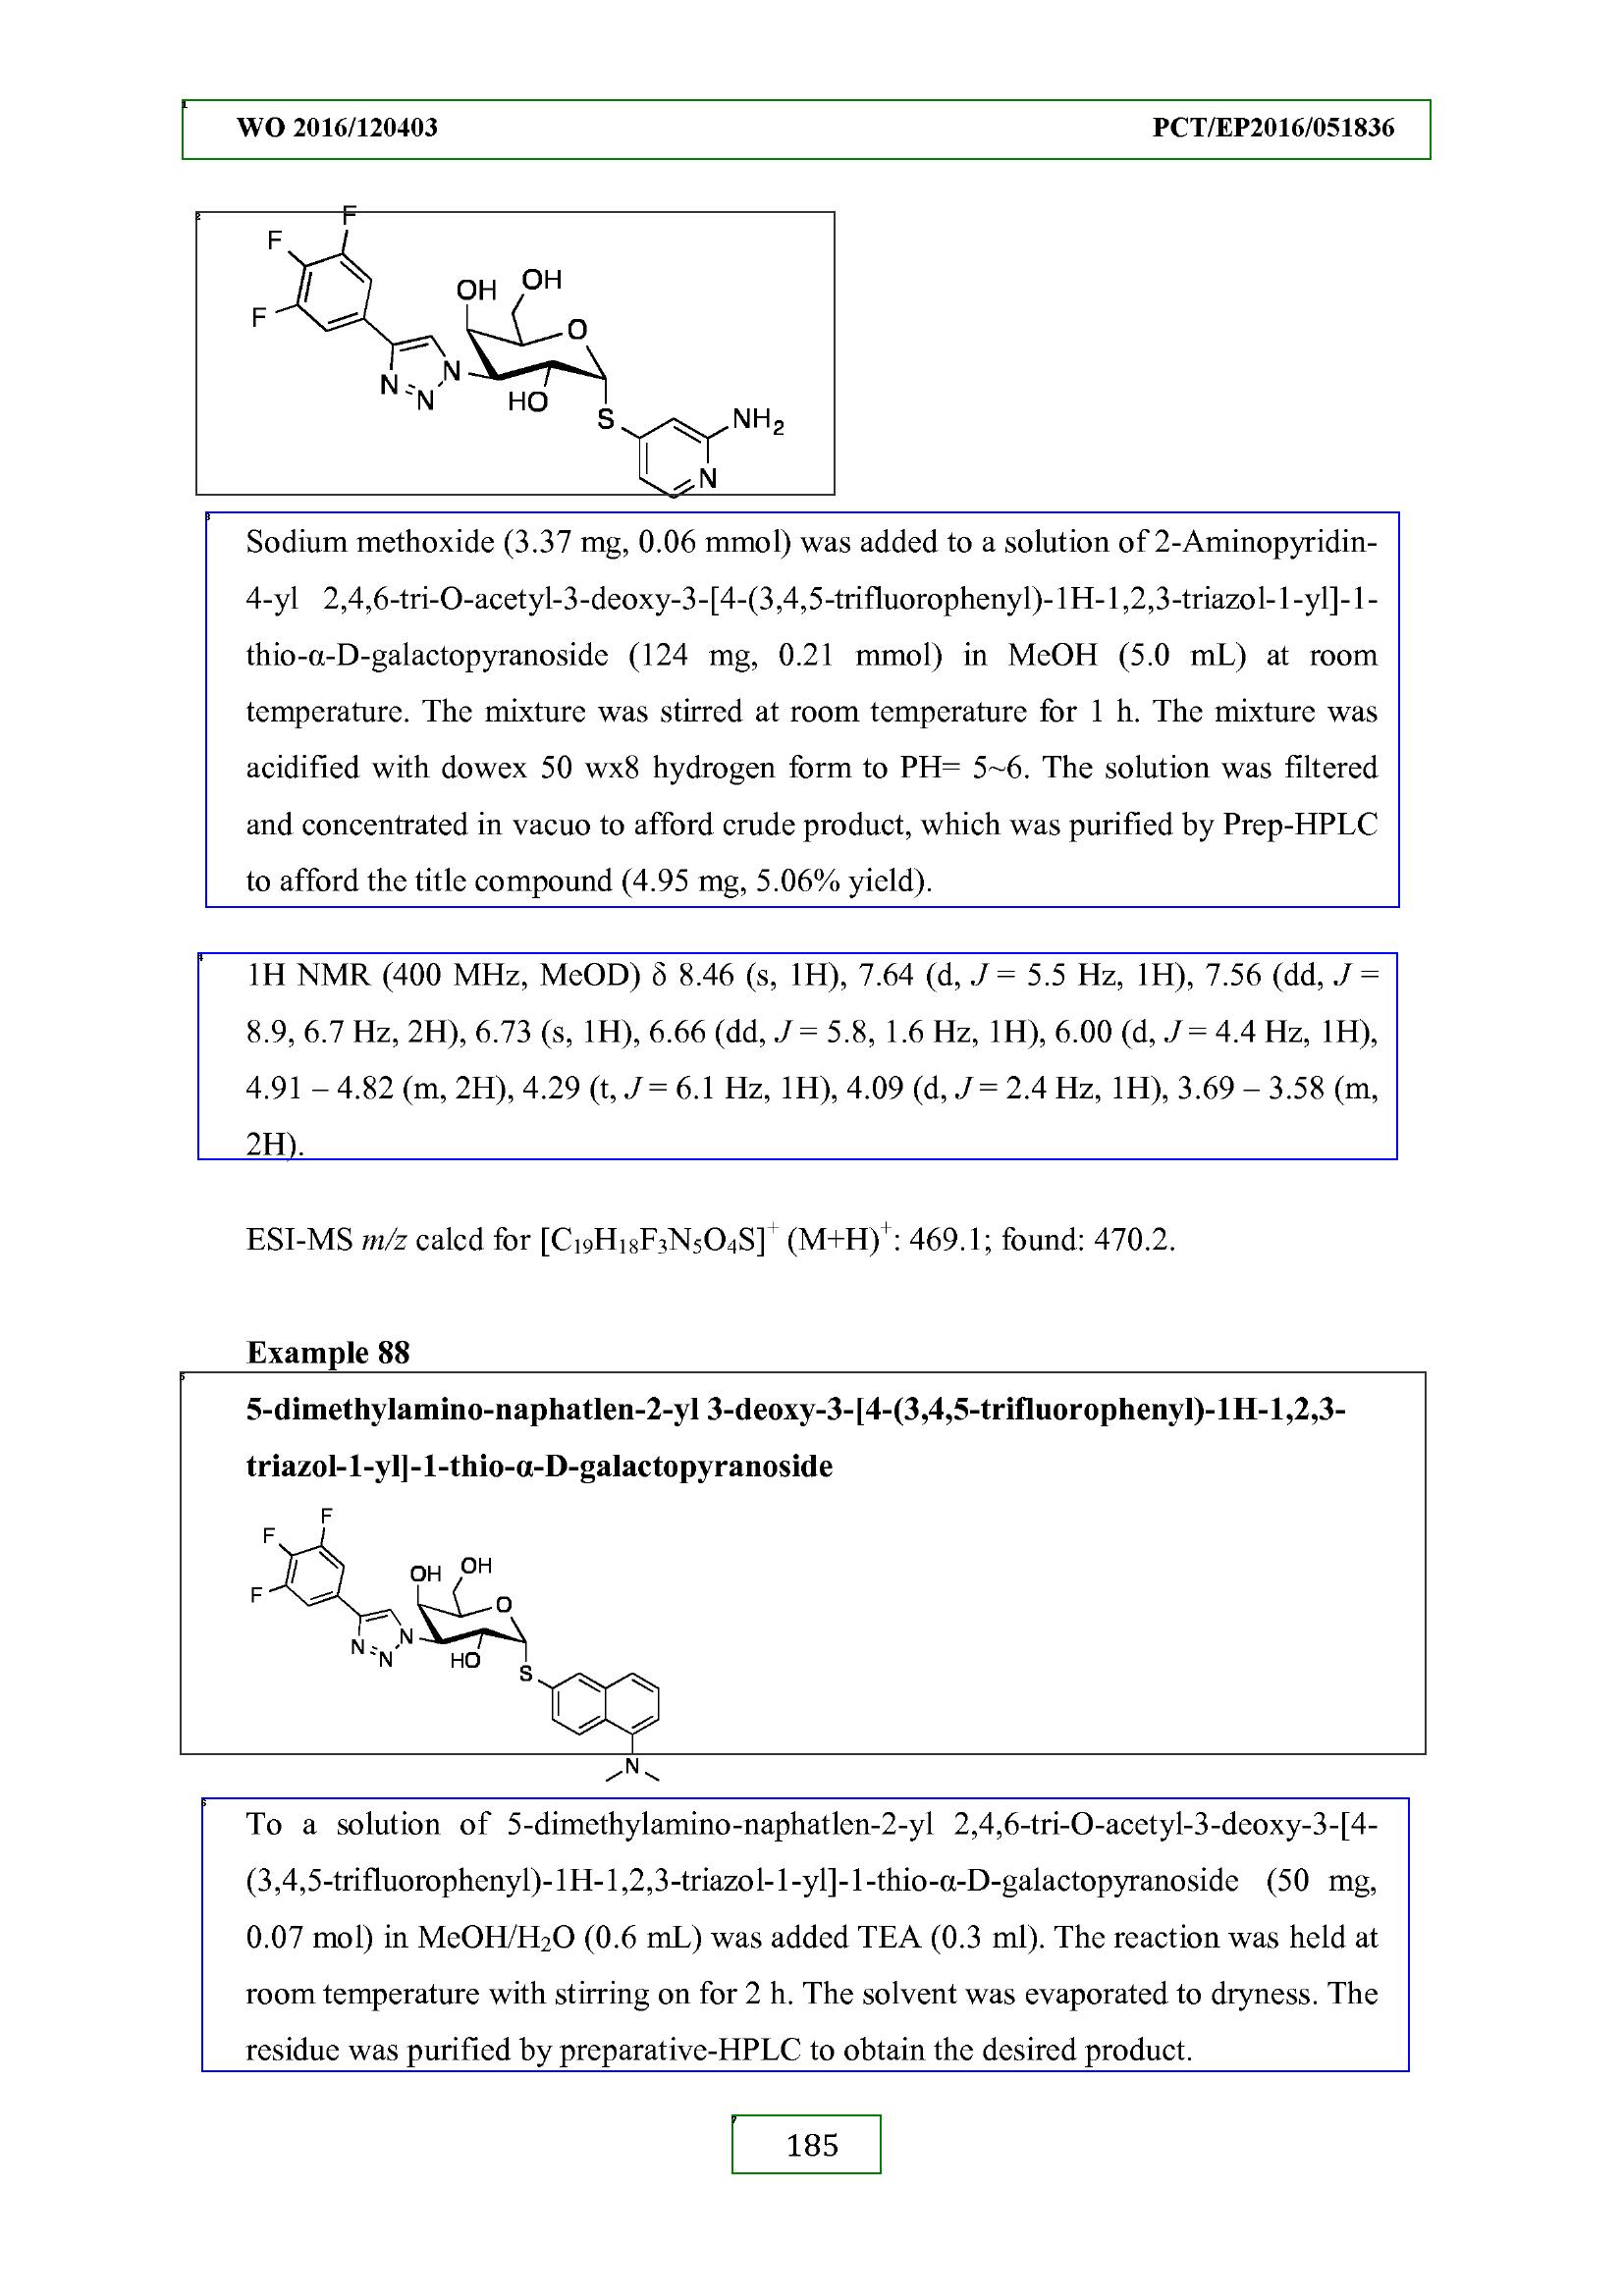 WO 2016/120403 PCT/EP2016/051836
F
F
F
OH
OH
O
N
N
N
HO
S
NH2
N
Sodium methoxide (3.37 mg, 0.06 mmol) was added to a solution of 2-Aminopyridin-
4-yl 2,4,6-tri-O-acetyl-3-deoxy-3-[4-(3,4,5-trifluorophenyl)-1H-1,2,3-triazol-1-yl]-1-
thio-α-D-galactopyranoside (124 mg, 0.21 mmol) in MeOH (5.0 mL) at room
temperature. The mixture was stirred at room temperature for 1 h. The mixture was
acidified with dowex 50 wx8 hydrogen form to PH= 5~6. The solution was filtered
and concentrated in vacuo to afford crude product, which was purified by Prep-HPLC
to afford the title compound (4.95 mg, 5.06% yield).
1H NMR (400 MHz, MeOD) δ 8.46 (s, 1H), 7.64 (d, J = 5.5 Hz, 1H), 7.56 (dd, J =
8.9, 6.7 Hz, 2H), 6.73 (s, 1H), 6.66 (dd, J = 5.8, 1.6 Hz, 1H), 6.00 (d, J = 4.4 Hz, 1H),
4.91 – 4.82 (m, 2H), 4.29 (t, J = 6.1 Hz, 1H), 4.09 (d, J = 2.4 Hz, 1H), 3.69 – 3.58 (m,
2H).
ESI-MS m/z calcd for [C19H18F3N5O4S]+ (M+H)+: 469.1; found: 470.2.
Example 88
5-dimethylamino-naphatlen-2-yl 3-deoxy-3-[4-(3,4,5-trifluorophenyl)-1H-1,2,3-
triazol-1-yl]-1-thio-α-D-galactopyranoside
F
F
F
OH
OH
O
N
N
N
HO
S
N
To a solution of 5-dimethylamino-naphatlen-2-yl 2,4,6-tri-O-acetyl-3-deoxy-3-[4-
(3,4,5-trifluorophenyl)-1H-1,2,3-triazol-1-yl]-1-thio-α-D-galactopyranoside (50 mg,
0.07 mol) in MeOH/H2O (0.6 mL) was added TEA (0.3 ml). The reaction was held at
room temperature with stirring on for 2 h. The solvent was evaporated to dryness. The
residue was purified by preparative-HPLC to obtain the desired product.
185